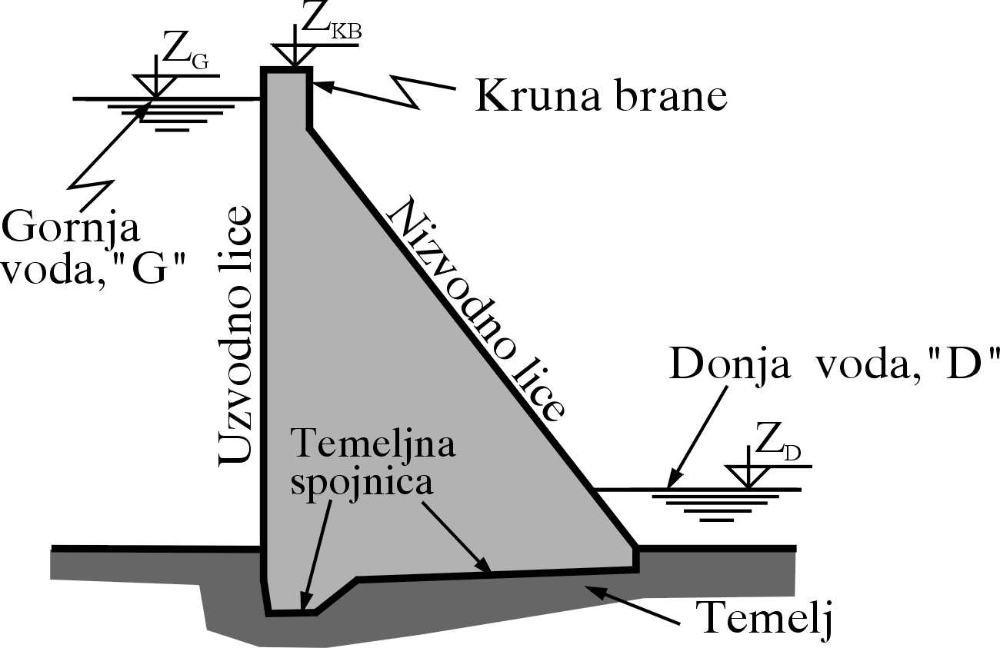 Z_KB
Z_G
Kruna brane
Gornja
voda,"G"
Uzvodno lice
Nizvodno lice
Donja voda,"D"
Z_D
Temeljna
spojnica
Temelj